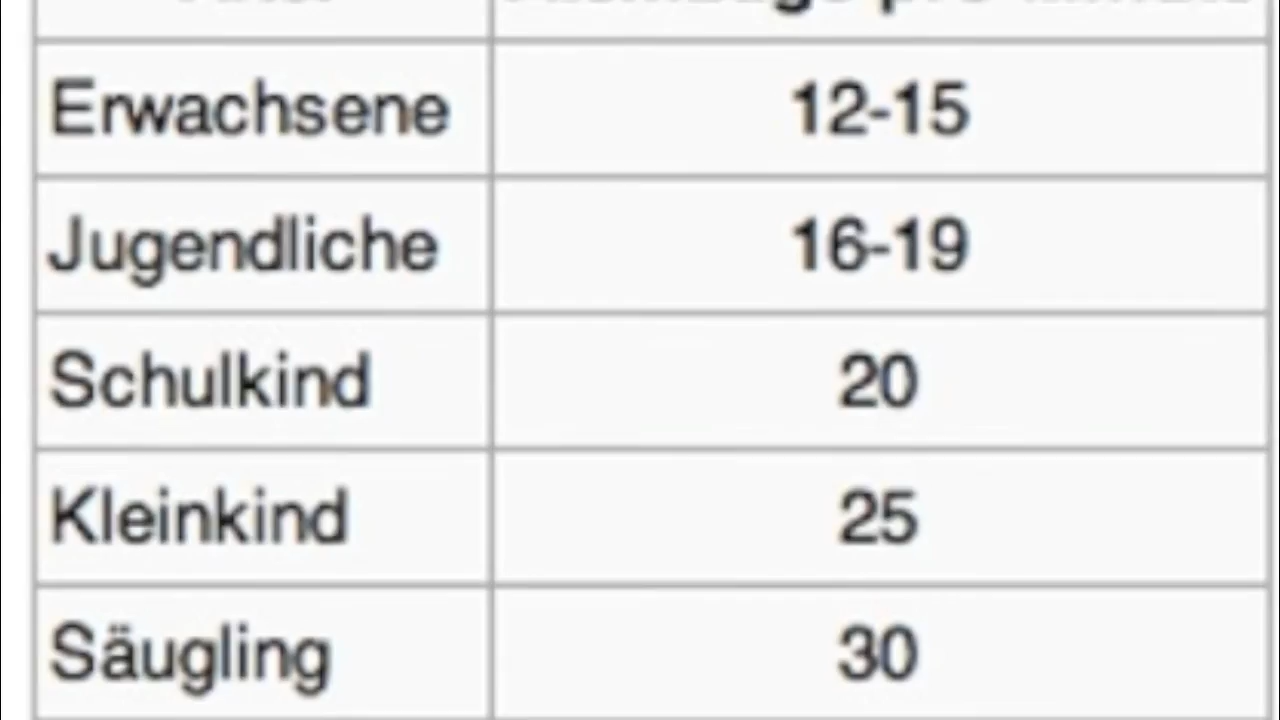 Erwachsene 12-15
Jugendliche 16-19
Schulkind 20
Kleinkind 25
Säugling 30